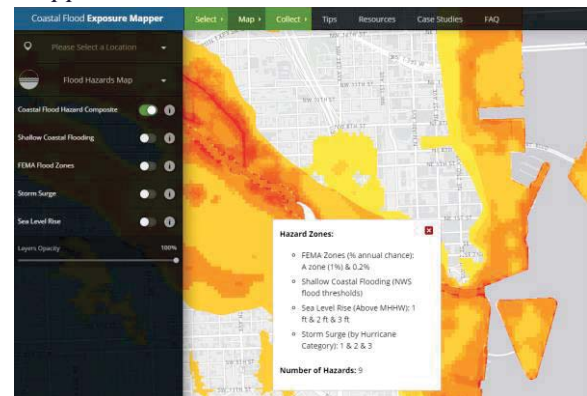 Coastal Flood Exposure Mapper
Select Map Collect Tips Resources Case Studies FAQ
Please Select a Location
Flood Hazards Map
Coastal Flood Hazard Composite
Shallow Coastal Flooding
FEMA Flood Zones
Storm Surge
Sea Level Rise
Layers Opacity 100%
Hazard Zones:
FEMA Zones (% annual chance):
A zone (1%) & 0.2%
Shallow Coastal Flooding (NWS
flood thresholds)
Sea Level Rise (Above MHHW): 1
ft & 2 ft & 3 ft
Storm Surge (by Hurricane
Category): 1 & 2 & 3
Number of Hazards: 9